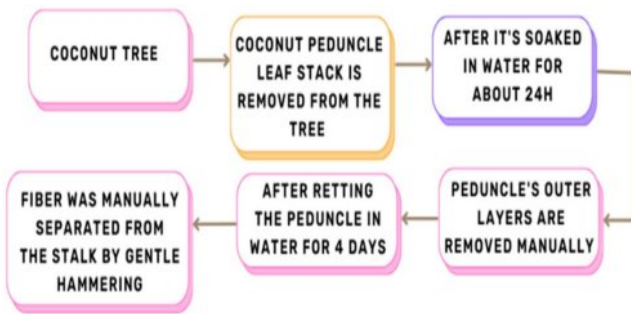 COCONUT TREE
COCONUT PEDUNCLE
LEAF STACK IS
REMOVED FROM THE
TREE
AFTER IT'S SOAKED
IN WATER FOR
ABOUT 24H
PEDUNCLE'S OUTER
LAYERS ARE
REMOVED MANUALLY
AFTER RETTING
THE PEDUNCLE IN
WATER FOR 4 DAYS
FIBER WAS MANUALLY
SEPARATED FROM
THE STALK BY GENTLE
HAMMERING